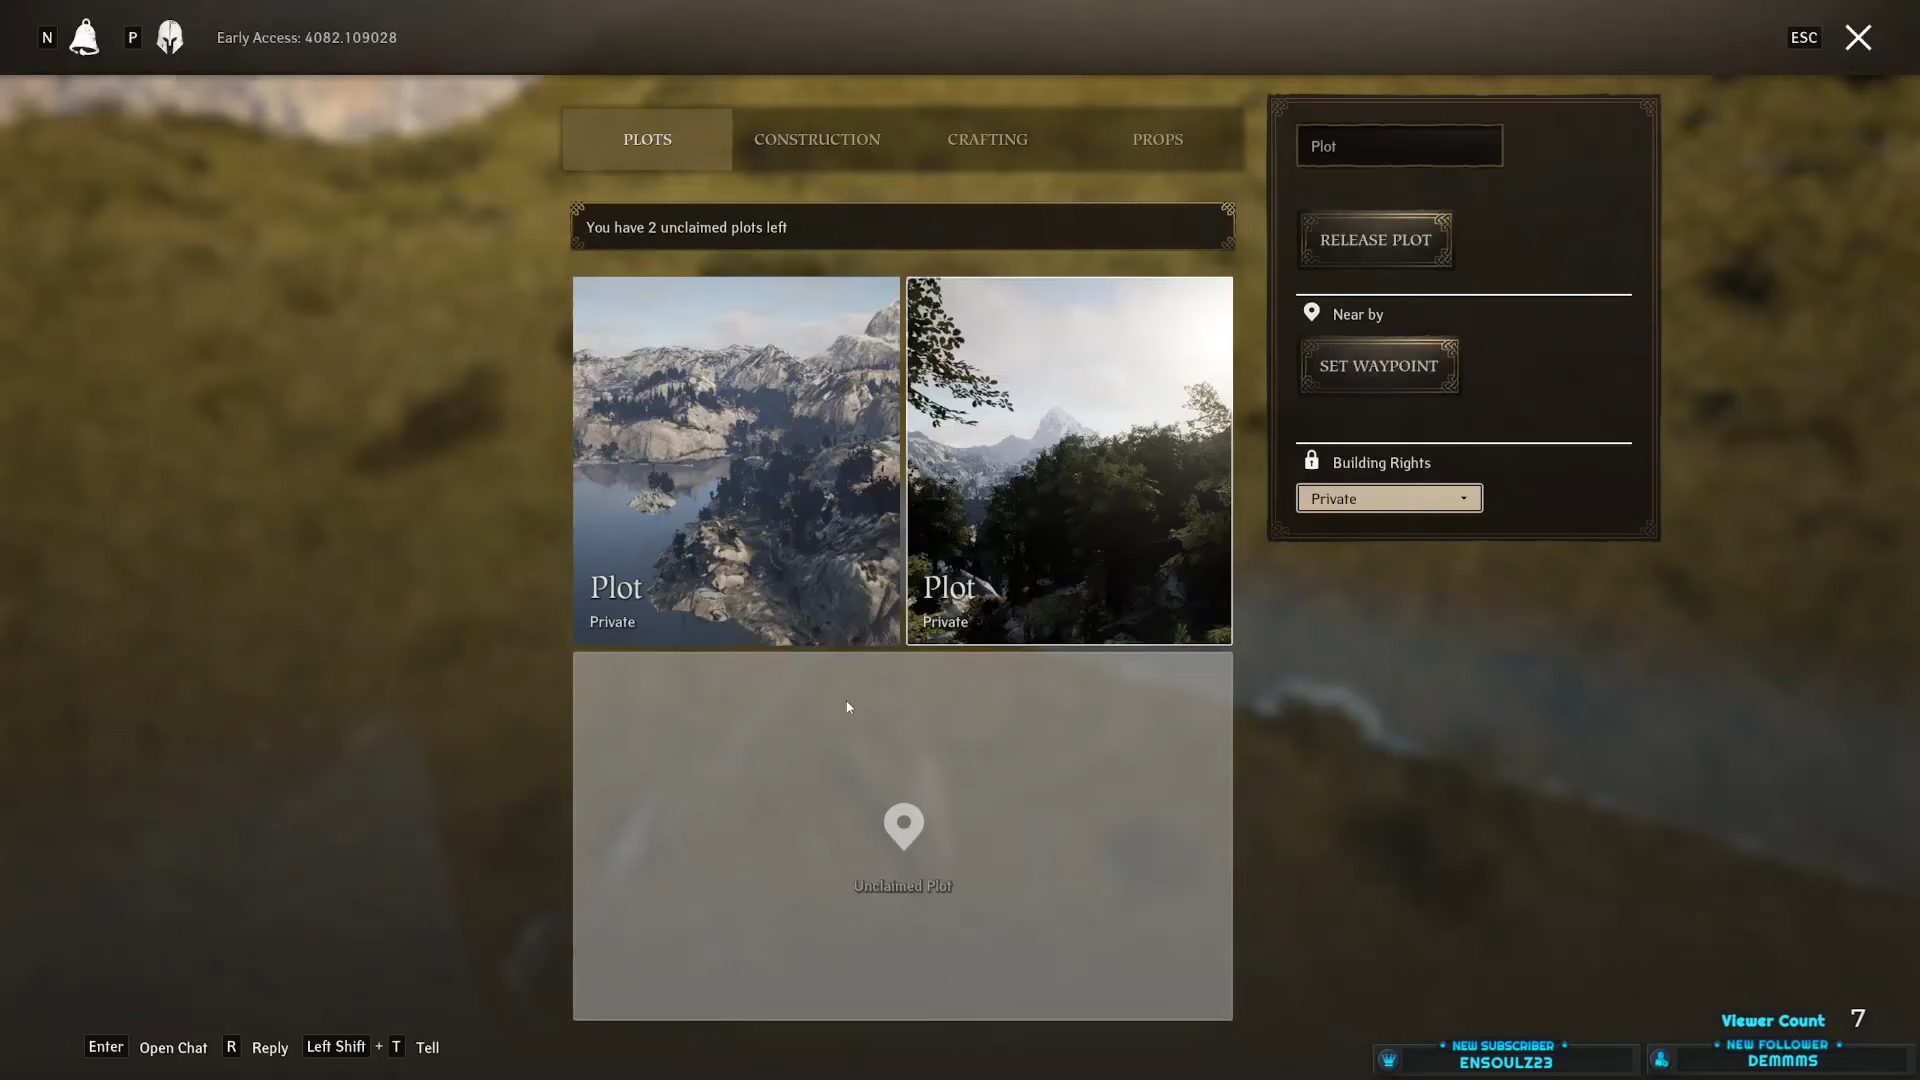 N P Early Access: 4082.109028 ESC
PLOTS CONSTRUCTION CRAFTING PROPS
You have 2 unclaimed plots left
Plot
Private
Plot
Private
Unclaimed Plot
Plot
RELEASE PLOT
Near by
SET WAYPOINT
Building Rights
Private
Enter Open Chat R Reply Left Shift + T Tell
Viewer Count 7
NEW SUBSCRIBER
ENSOULZ23
NEW FOLLOWER
DEMMMS